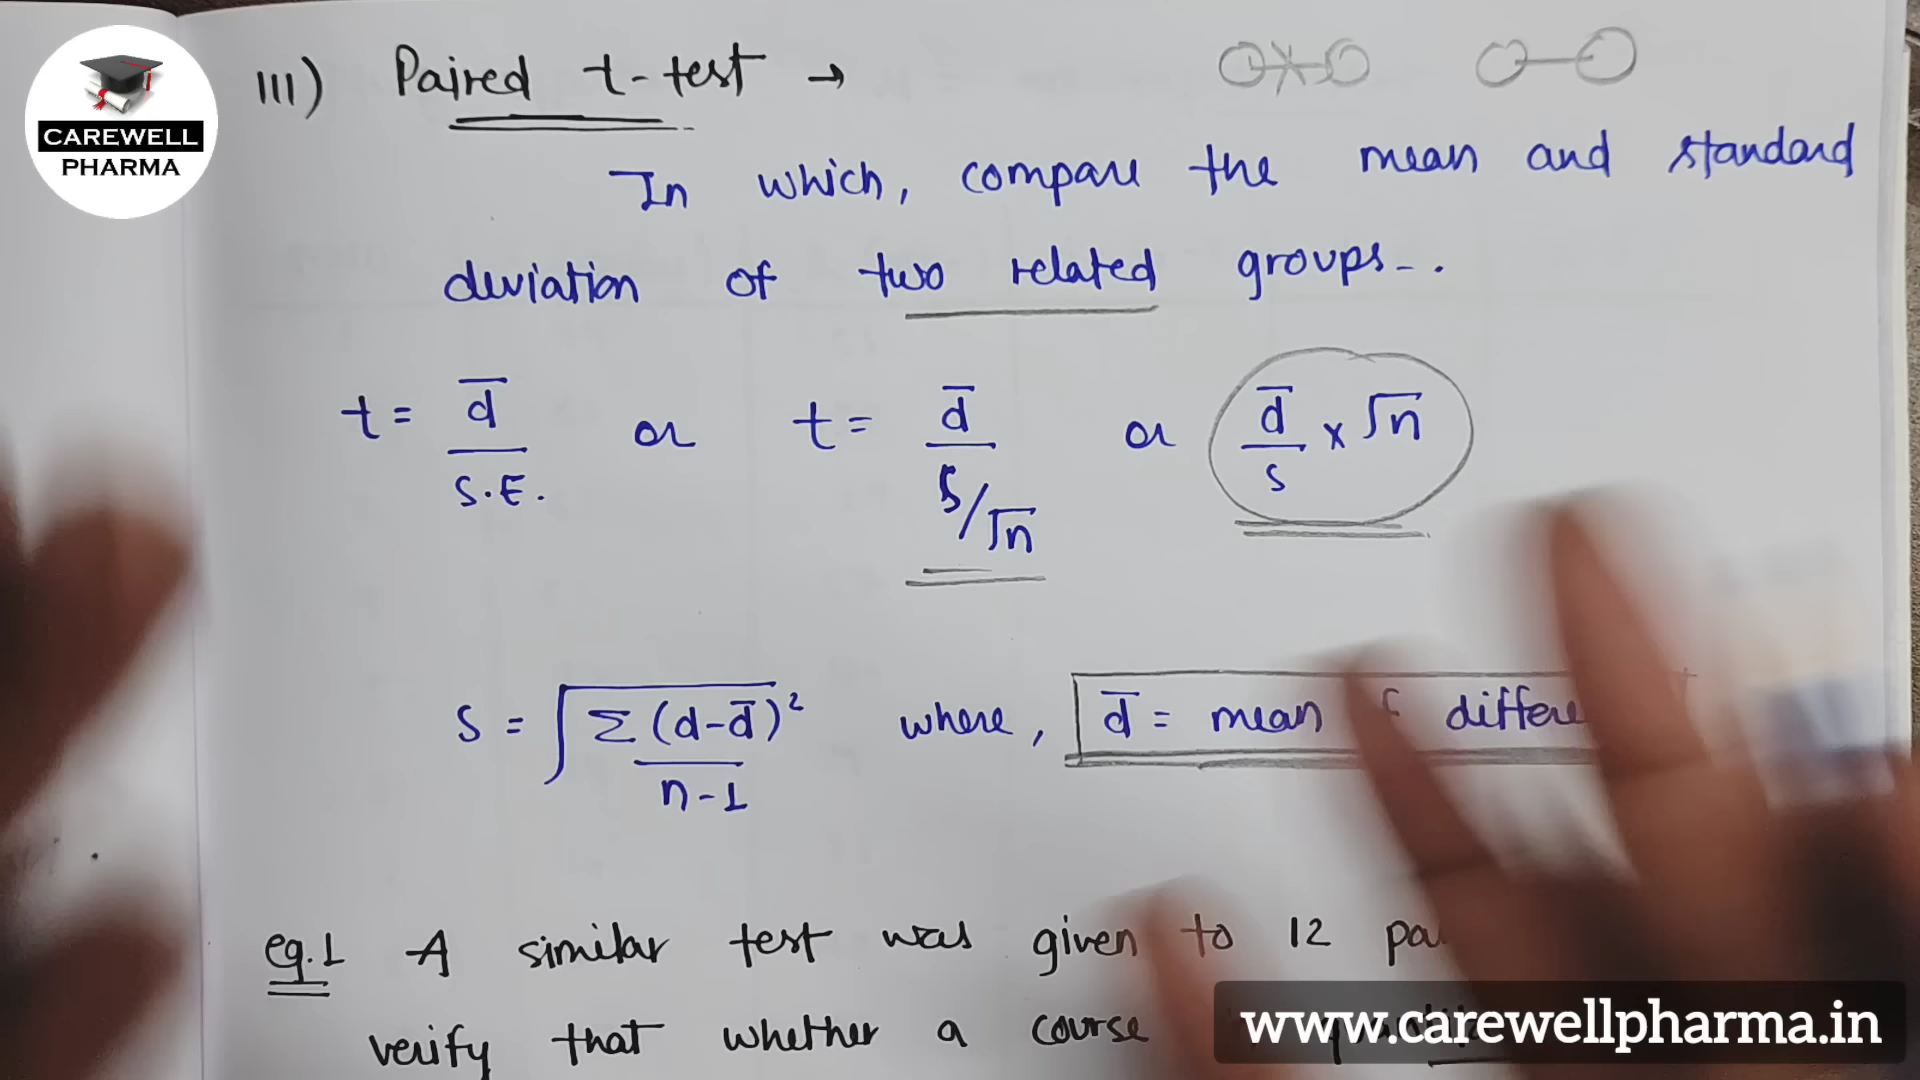 CAREWELL
PHARMA
III) Paired t-test →
In which, compare the mean and standard
deviation of two related groups-.
t = d̅ / S.E. or t = d̅ / s/√n or d̅/s × √n
S = √Σ(d-d̅)² / n-1 where, d̅ = mean
eg.1 A similar test was given to 12
verify that whether a course
www.carewellpharma.in